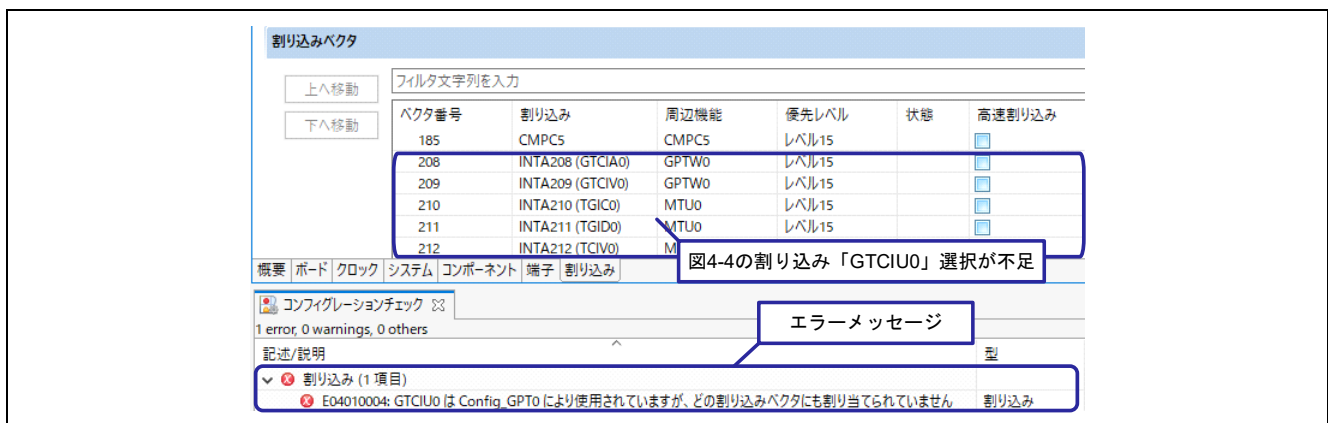 割り込みベクタ
上へ移動
フィルタ文字列を入力
下へ移動
ベクタ番号 割り込み 周辺機能 優先レベル 状態 高速割り込み
185 CMPC5 CMPC5 レベル15
208 INTA208 (GTCIA0) GPTW0 レベル15
209 INTA209 (GTCIV0) GPTW0 レベル15
210 INTA210 (TGIC0) MTU0 レベル15
211 INTA211 (TGID0) MTU0 レベル15
212 INTA212 (TCIV0) M
図4-4の割り込み「GTCIU0」選択が不足
概要 ボード クロック システム コンポーネント 端子 割り込み
コンフィグレーションチェック
1 error, 0 warnings, 0 others
エラーメッセージ
記述/説明 型
割り込み (1 項目)
E04010004: GTCIU0 は Config_GPT0 により使用されていますが、どの割り込みベクタにも割り当てられていません 割り込み